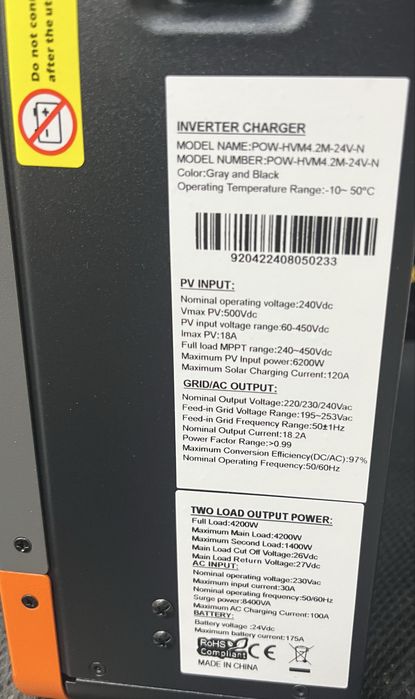 Do not con
after the ut
INVERTER CHARGER
MODEL NAME:POW-HVM4.2M-24V-N
MODEL NUMBER:POW-HVM4.2M-24V-N
Color:Gray and Black
Operating Temperature Range:-10~ 50°C
920422408050233
PV INPUT:
Nominal operating voltage:240Vdc
Vmax PV:500Vdc
PV input voltage range:60-450Vdc
Imax PV:18A
Full load MPPT range:240~450Vdc
Maximum PV Input power:6200W
Maximum Solar Charging Current:120A
GRID/AC OUTPUT:
Nominal Output Voltage:220/230/240Vac
Feed-in Grid Voltage Range:195~253Vac
Feed-in Grid Frequency Range:50±1Hz
Nominal Output Current:18.2A
Power Factor Range:>0.99
Maximum Conversion Efficiency(DC/AC):97%
Nominal Operating Frequency:50/60Hz
TWO LOAD OUTPUT POWER:
Full Load:4200W
Maximum Main Load:4200W
Maximum Second Load:1400W
Main Load Cut Off Voltage:26Vdc
Main Load Return Voltage:27Vdc
AC INPUT:
Nominal operating voltage:230Vac
Maximum input current:30A
Nominal operating frequency:50/60Hz
Surge power:8400VA
Maximum AC Charging Current:100A
BATTERY:
Battery voltage :24Vdc
Maximum battery current:175A
RoHS
Compliant CE
MADE IN CHINA